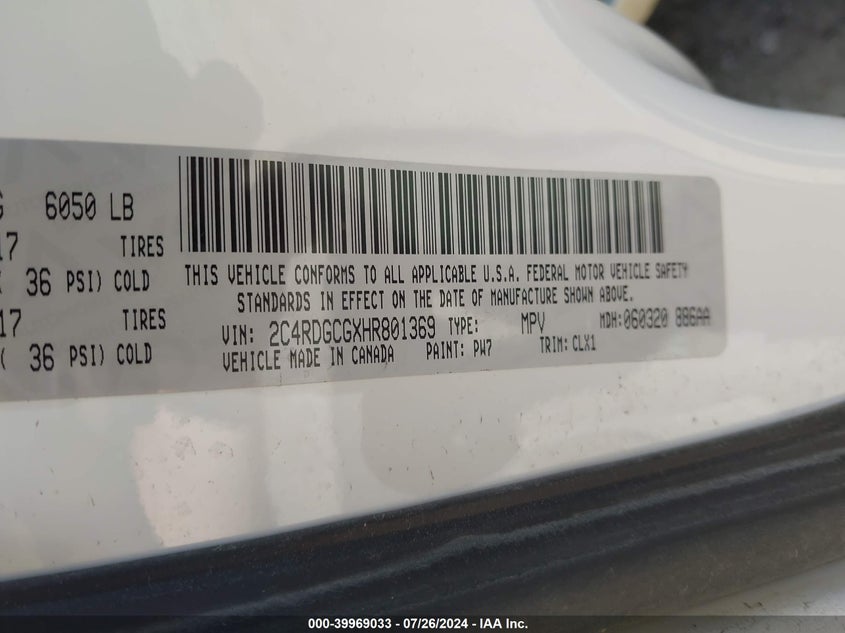 G 6050 LB
17 TIRES
( 36 PSI) COLD
17 TIRES
( 36 PSI) COLD
THIS VEHICLE CONFORMS TO ALL APPLICABLE U.S.A. FEDERAL MOTOR VEHICLE SAFETY
STANDARDS IN EFFECT ON THE DATE OF MANUFACTURE SHOWN ABOVE.
VIN: 2C4RDGCGXHR801369 TYPE: MPV MDH:060320 886AA
VEHICLE MADE IN CANADA PAINT: PW7 TRIM: CLX1
000-39969033 - 07/26/2024 - IAA Inc.